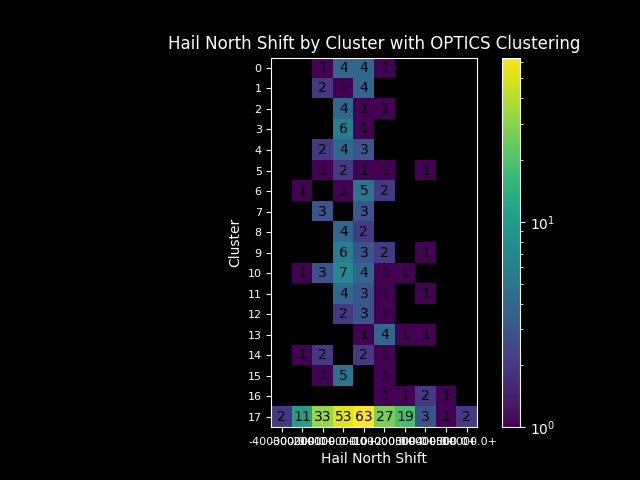 Hail North Shift by Cluster with OPTICS Clustering
0 1 4 4 1
1 2 1 4
2 4 1 1
3 6 1
4 2 4 3
5 1 2 1 1 1
6 1 1 5 2
7 3 3
8 4 2
9 6 3 2 1
10 1 3 7 4 1 1
11 4 3 1 1
12 2 3 1
13 1 4 1 1
14 1 2 2 1
15 1 5 1
16 1 1 2 1
17 2 11 33 53 63 27 19 3 1 2
Cluster
Hail North Shift
10¹
10⁰